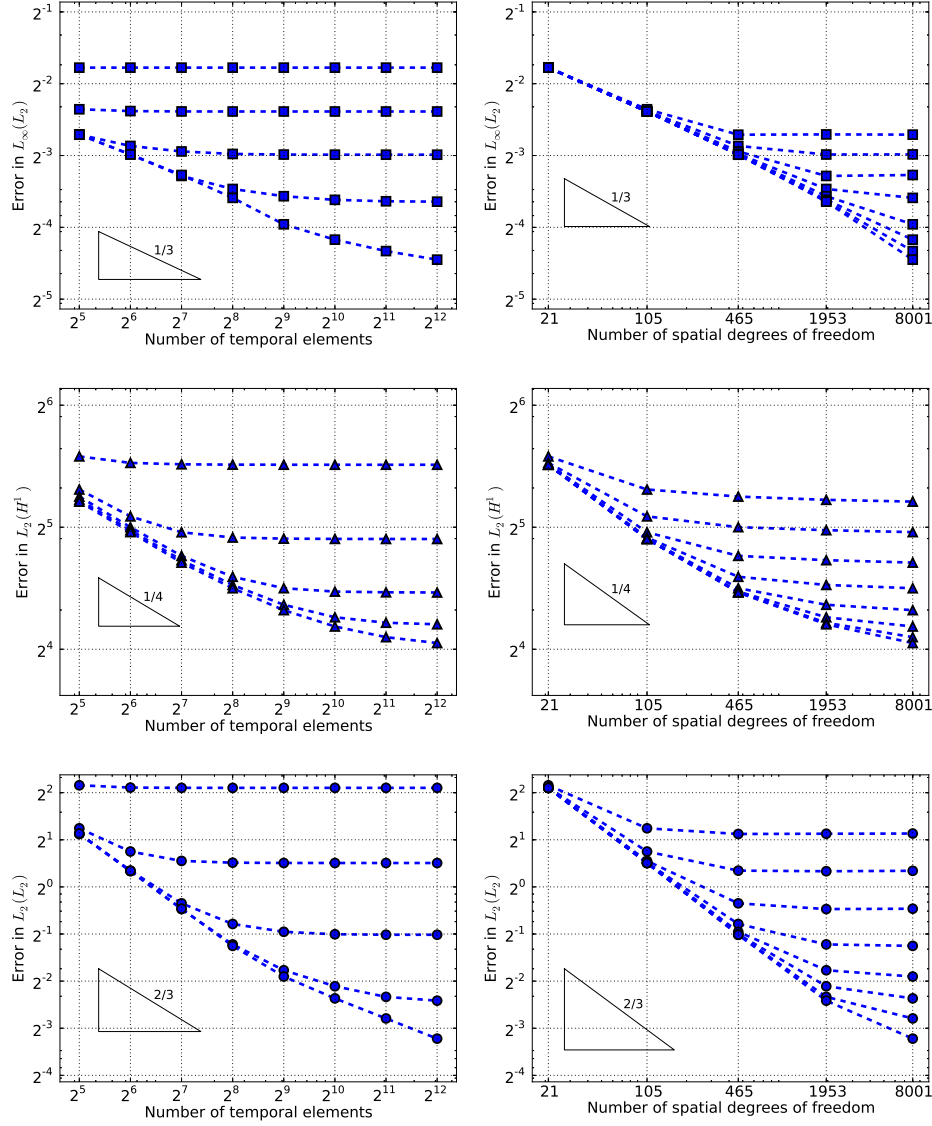 Error in L∞(L2)
2^-1
2^-2
2^-3
2^-4
2^-5
1/3
2^5 2^6 2^7 2^8 2^9 2^10 2^11 2^12
Number of temporal elements
Error in L∞(L2)
2^-1
2^-2
2^-3
2^-4
2^-5
1/3
21 105 465 1953 8001
Number of spatial degrees of freedom
Error in L2(H^1)
2^6
2^5
2^4
1/4
2^5 2^6 2^7 2^8 2^9 2^10 2^11 2^12
Number of temporal elements
Error in L2(H^1)
2^6
2^5
2^4
1/4
21 105 465 1953 8001
Number of spatial degrees of freedom
Error in L2(L2)
2^2
2^1
2^0
2^-1
2^-2
2^-3
2^-4
2/3
2^5 2^6 2^7 2^8 2^9 2^10 2^11 2^12
Number of temporal elements
Error in L2(L2)
2^2
2^1
2^0
2^-1
2^-2
2^-3
2^-4
2/3
21 105 465 1953 8001
Number of spatial degrees of freedom